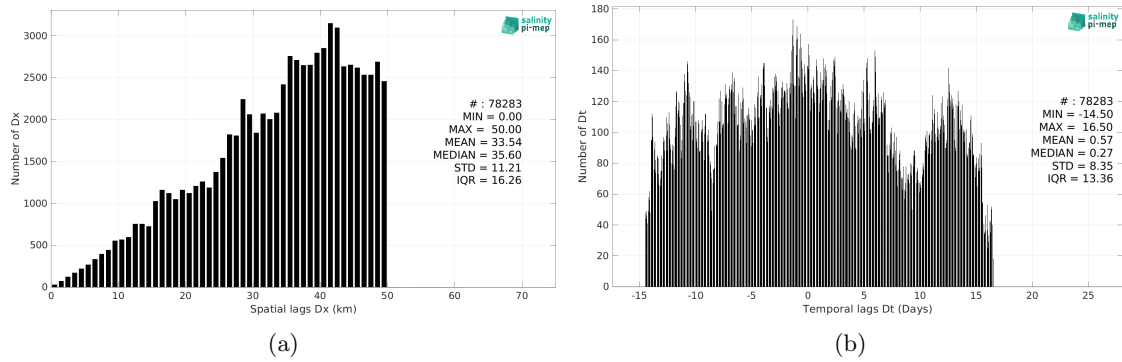 3000
2500
2000
1500
1000
500
0
Number of Dx
0 10 20 30 40 50 60 70
Spatial lags Dx (km)
salinity
pi-mep
# : 78283
MIN = 0.00
MAX = 50.00
MEAN = 33.54
MEDIAN = 35.60
STD = 11.21
IQR = 16.26
(a)
180
160
140
120
100
80
60
40
20
0
Number of Dt
-15 -10 -5 0 5 10 15 20 25
Temporal lags Dt (Days)
salinity
pi-mep
# : 78283
MIN = -14.50
MAX = 16.50
MEAN = 0.57
MEDIAN = 0.27
STD = 8.35
IQR = 13.36
(b)